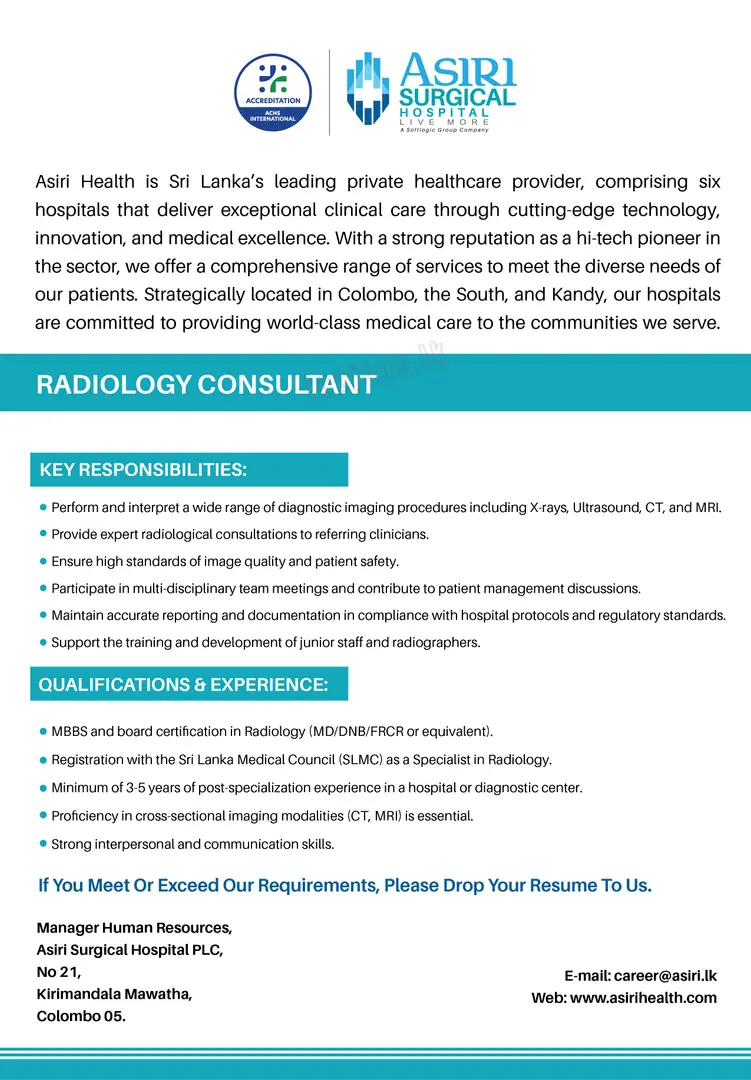 ACCREDITATION
ACHS
INTERNATIONAL
ASIRI
SURGICAL
HOSPITAL
LIVE MORE
A Softlogic Group Company
Asiri Health is Sri Lanka’s leading private healthcare provider, comprising six
hospitals that deliver exceptional clinical care through cutting-edge technology,
innovation, and medical excellence. With a strong reputation as a hi-tech pioneer in
the sector, we offer a comprehensive range of services to meet the diverse needs of
our patients. Strategically located in Colombo, the South, and Kandy, our hospitals
are committed to providing world-class medical care to the communities we serve.
RADIOLOGY CONSULTANT
KEY RESPONSIBILITIES:
• Perform and interpret a wide range of diagnostic imaging procedures including X-rays, Ultrasound, CT, and MRI.
• Provide expert radiological consultations to referring clinicians.
• Ensure high standards of image quality and patient safety.
• Participate in multi-disciplinary team meetings and contribute to patient management discussions.
• Maintain accurate reporting and documentation in compliance with hospital protocols and regulatory standards.
• Support the training and development of junior staff and radiographers.
QUALIFICATIONS & EXPERIENCE:
• MBBS and board certification in Radiology (MD/DNB/FRCR or equivalent).
• Registration with the Sri Lanka Medical Council (SLMC) as a Specialist in Radiology.
• Minimum of 3-5 years of post-specialization experience in a hospital or diagnostic center.
• Proficiency in cross-sectional imaging modalities (CT, MRI) is essential.
• Strong interpersonal and communication skills.
If You Meet Or Exceed Our Requirements, Please Drop Your Resume To Us.
Manager Human Resources,
Asiri Surgical Hospital PLC,
No 21,
Kirimandala Mawatha,
Colombo 05.
E-mail: career@asiri.lk
Web: www.asirihealth.com